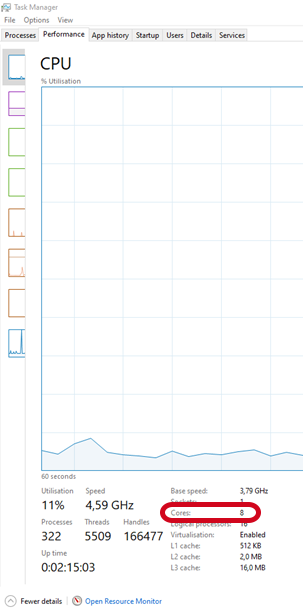 Task Manager
File Options View
Processes Performance App history Startup Users Details Services
CPU
% Utilisation
60 seconds
Utilisation Speed
11% 4,59 GHz
Processes Threads Handles
322 5509 166477
Up time
0:02:15:03
Base speed: 3,79 GHz
Sockets: 1
Cores: 8
Logical processors: 16
Virtualisation: Enabled
L1 cache: 512 KB
L2 cache: 2,0 MB
L3 cache: 16,0 MB
Fewer details Open Resource Monitor